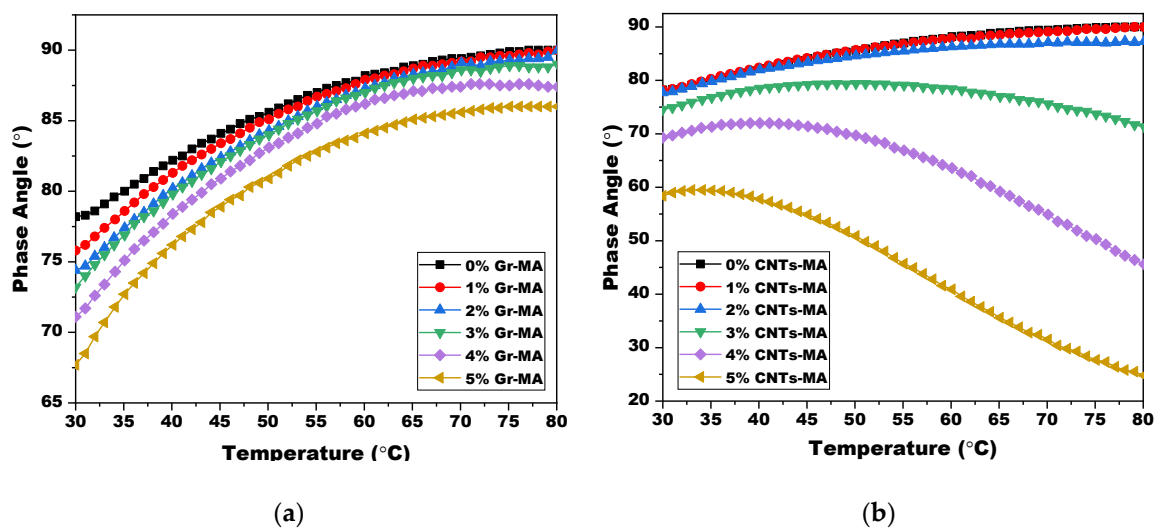 90
85
80
75
70
65
Phase Angle (°)
0% Gr-MA
1% Gr-MA
2% Gr-MA
3% Gr-MA
4% Gr-MA
5% Gr-MA
30 35 40 45 50 55 60 65 70 75 80
Temperature (°C)
(a)
90
80
70
60
50
40
30
20
Phase Angle (°)
0% CNTs-MA
1% CNTs-MA
2% CNTs-MA
3% CNTs-MA
4% CNTs-MA
5% CNTs-MA
30 35 40 45 50 55 60 65 70 75 80
Temperature (°C)
(b)